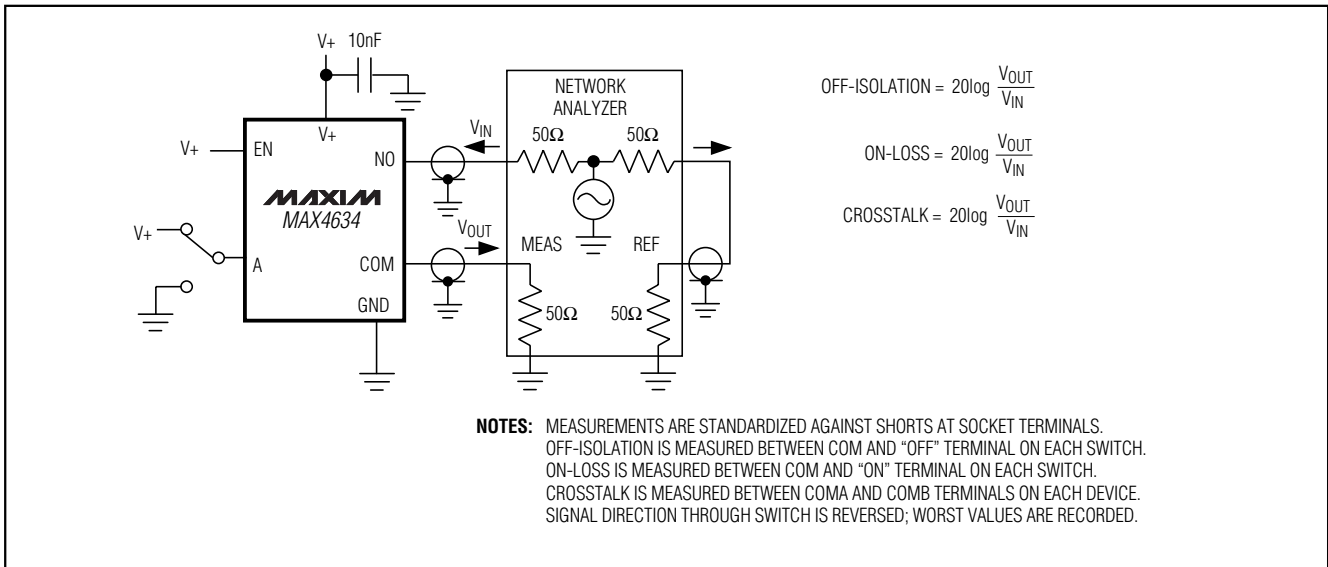 V+ 10nF
V+
EN
V+
NO
MAXIM
MAX4634
V+
A
COM
GND
VIN
VOUT
NETWORK
ANALYZER
50Ω 50Ω
MEAS REF
50Ω 50Ω
OFF-ISOLATION = 20log VOUT/VIN
ON-LOSS = 20log VOUT/VIN
CROSSTALK = 20log VOUT/VIN
NOTES: MEASUREMENTS ARE STANDARDIZED AGAINST SHORTS AT SOCKET TERMINALS.
OFF-ISOLATION IS MEASURED BETWEEN COM AND “OFF” TERMINAL ON EACH SWITCH.
ON-LOSS IS MEASURED BETWEEN COM AND “ON” TERMINAL ON EACH SWITCH.
CROSSTALK IS MEASURED BETWEEN COMA AND COMB TERMINALS ON EACH DEVICE.
SIGNAL DIRECTION THROUGH SWITCH IS REVERSED; WORST VALUES ARE RECORDED.